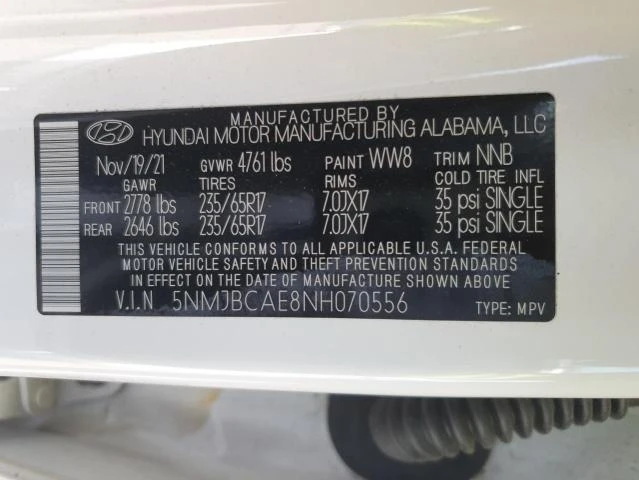 MANUFACTURED BY
HYUNDAI MOTOR MANUFACTURING ALABAMA, LLC
Nov/19/21 GVWR 4761 lbs PAINT WW8 TRIM NNB
GAWR TIRES RIMS COLD TIRE INFL
FRONT 2778 lbs 235/65R17 7.0JX17 35 psi SINGLE
REAR 2646 lbs 235/65R17 7.0JX17 35 psi SINGLE
THIS VEHICLE CONFORMS TO ALL APPLICABLE U.S.A. FEDERAL
MOTOR VEHICLE SAFETY AND THEFT PREVENTION STANDARDS
IN EFFECT ON THE DATE OF MANUFACTURE SHOWN ABOVE
V.I.N 5NMJBCAE8NH070556 TYPE: MPV